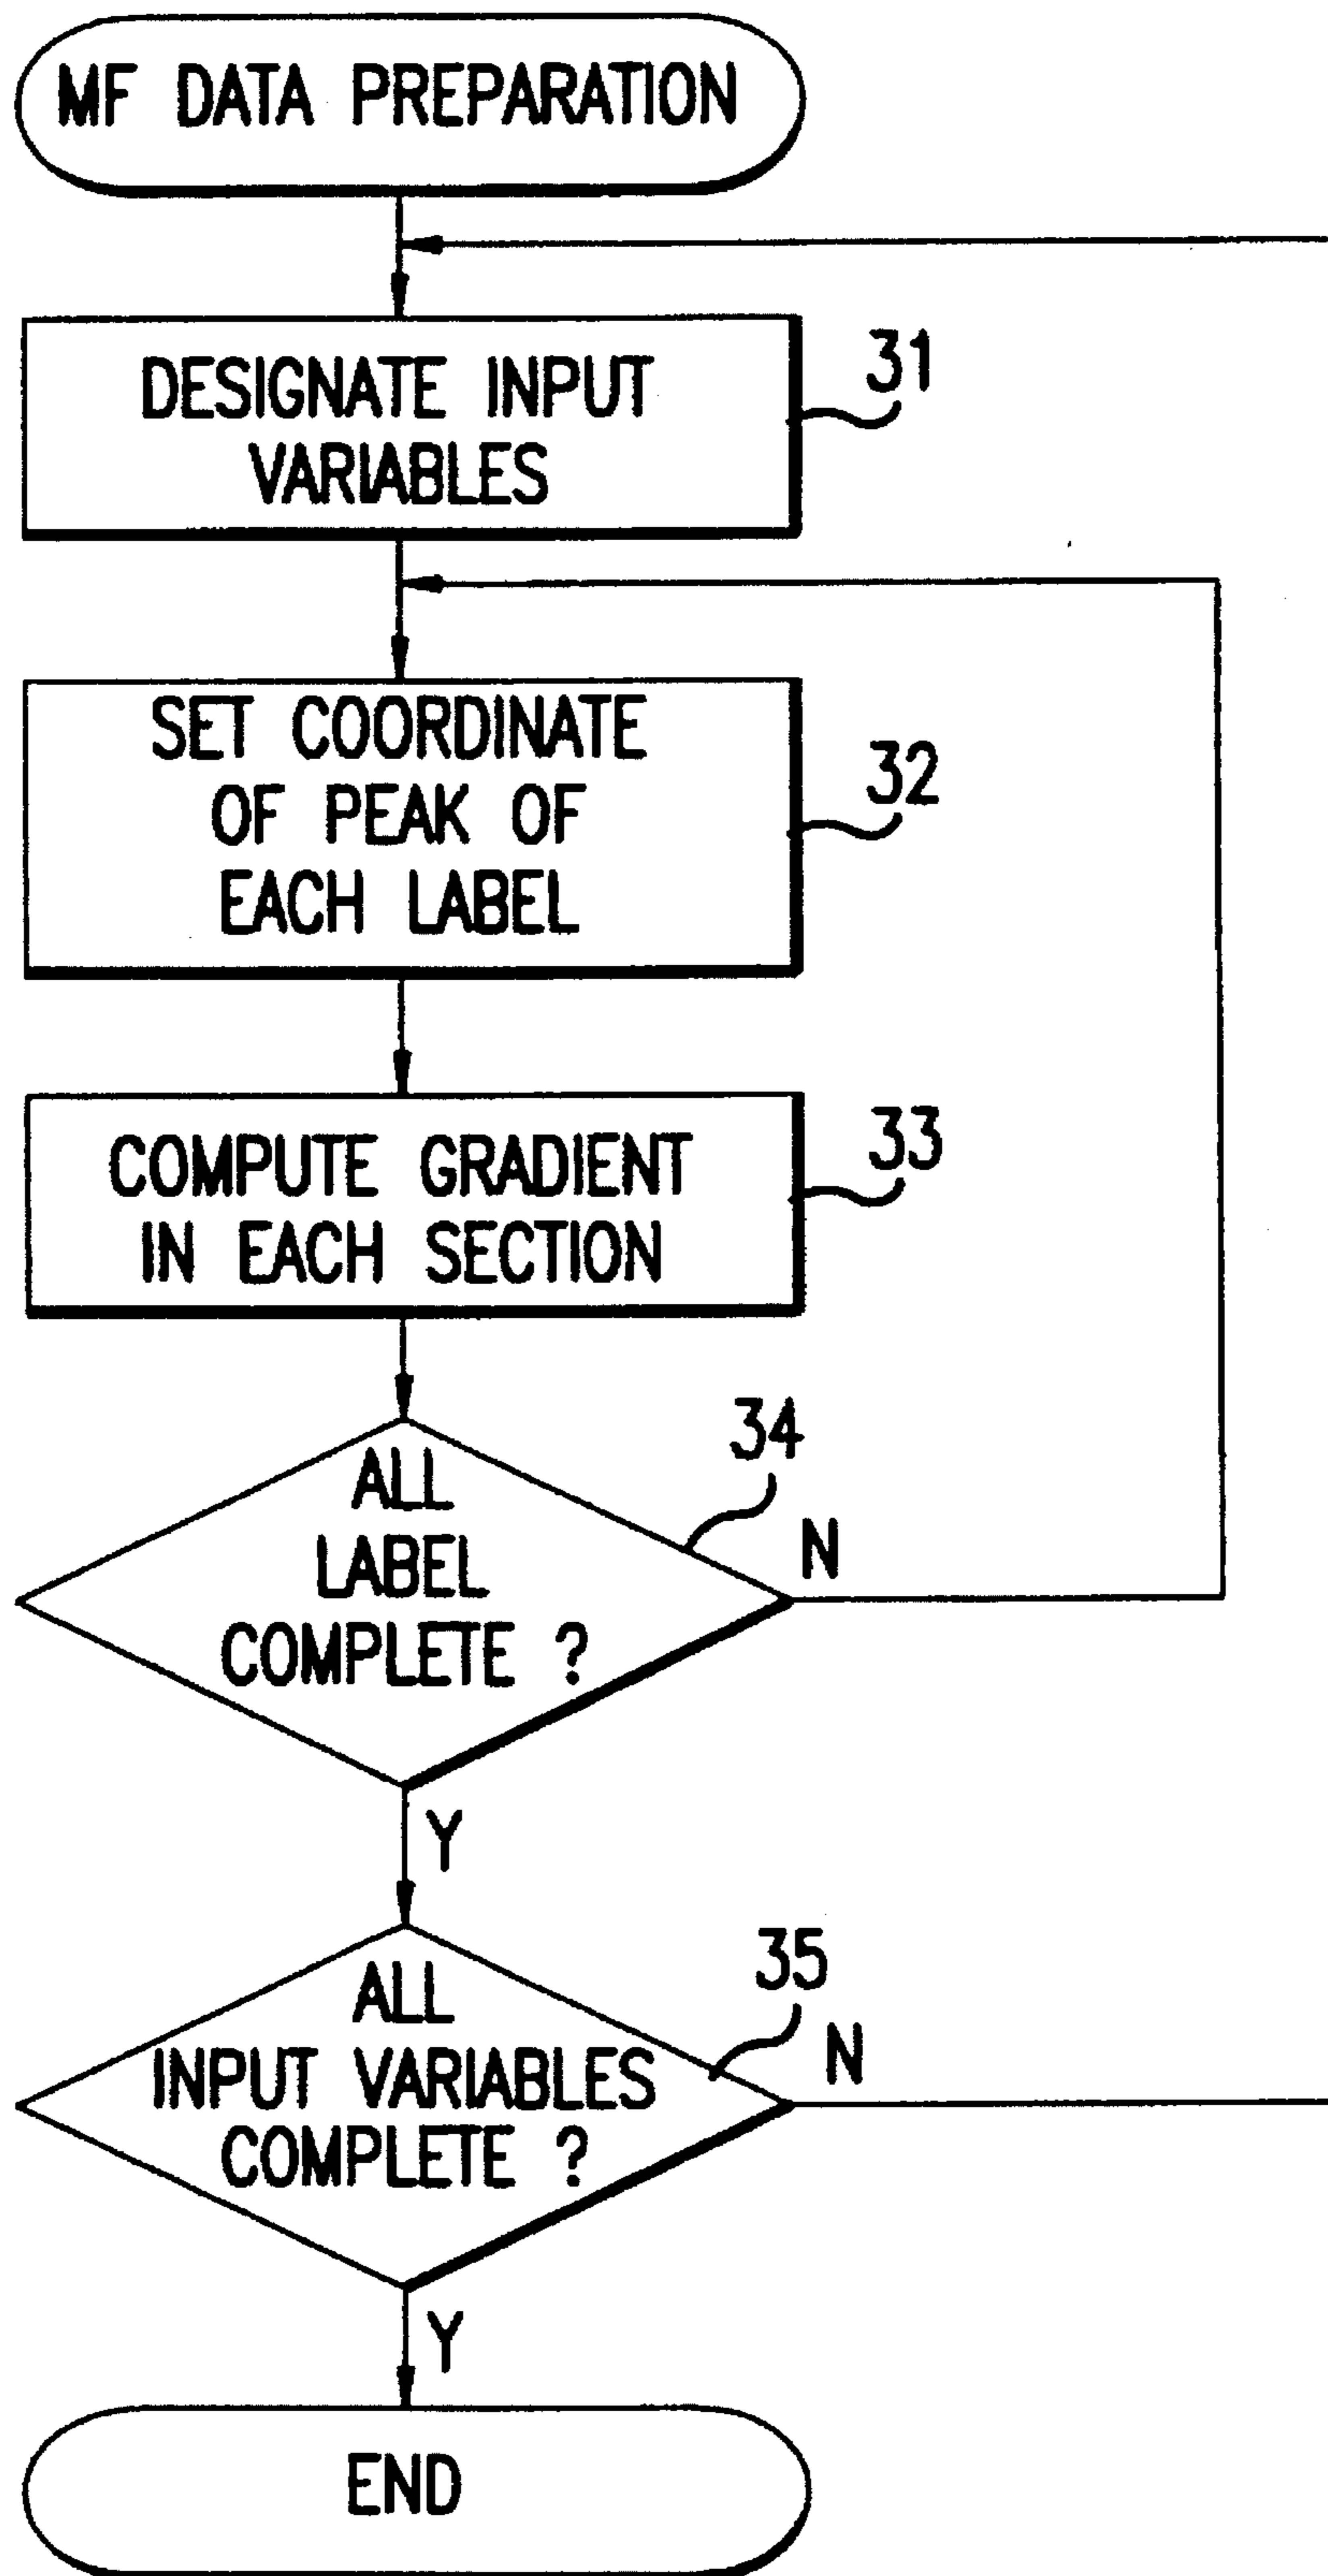 MF DATA PREPARATION
DESIGNATE INPUT
VARIABLES
31
SET COORDINATE
OF PEAK OF
EACH LABEL
32
COMPUTE GRADIENT
IN EACH SECTION
33
34
ALL
LABEL
COMPLETE ?
N
Y
35
ALL
INPUT VARIABLES
COMPLETE ?
N
Y
END